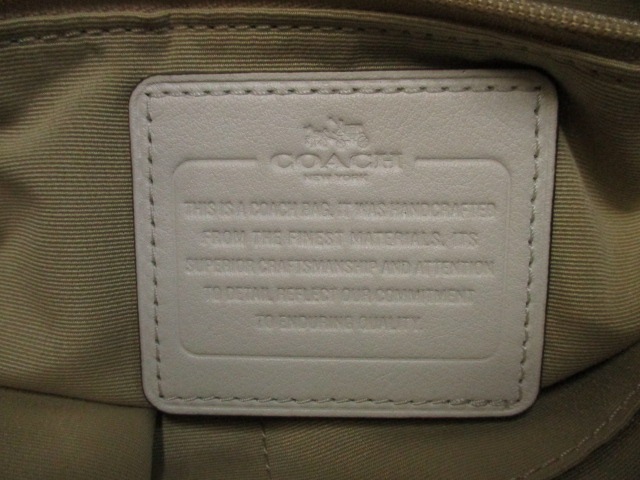 COACH
THIS IS A COACH BAG. IT WAS HANDCRAFTED
FROM THE FINEST MATERIALS. ITS
SUPERIOR CRAFTSMANSHIP AND ATTENTION
TO DETAIL REFLECT OUR COMMITMENT
TO ENDURING QUALITY.